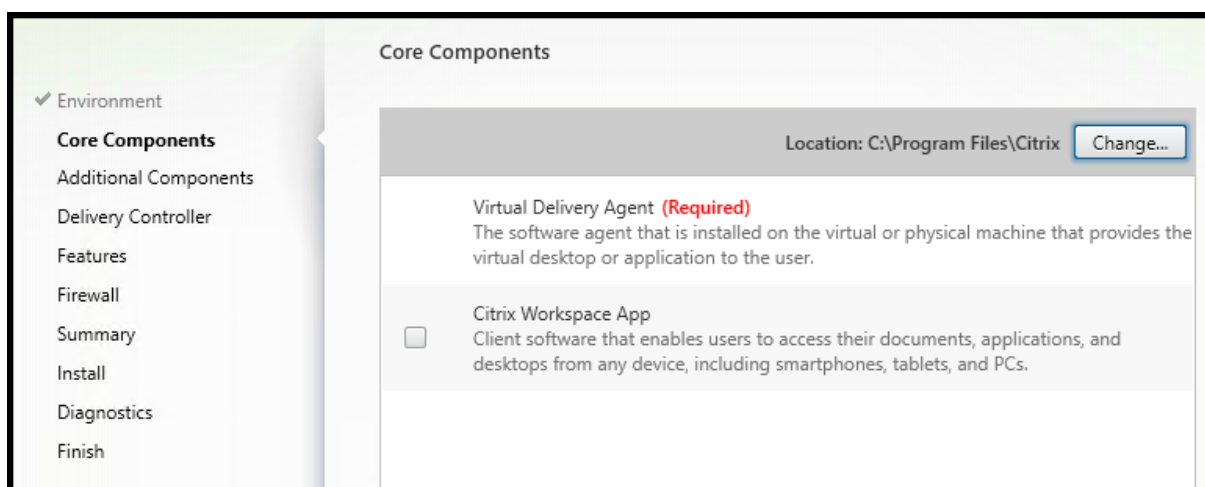 Core Components
Environment
Core Components
Additional Components
Delivery Controller
Features
Firewall
Summary
Install
Diagnostics
Finish
Location: C:\Program Files\Citrix
Change...
Virtual Delivery Agent (Required)
The software agent that is installed on the virtual or physical machine that provides the
virtual desktop or application to the user.
Citrix Workspace App
Client software that enables users to access their documents, applications, and
desktops from any device, including smartphones, tablets, and PCs.